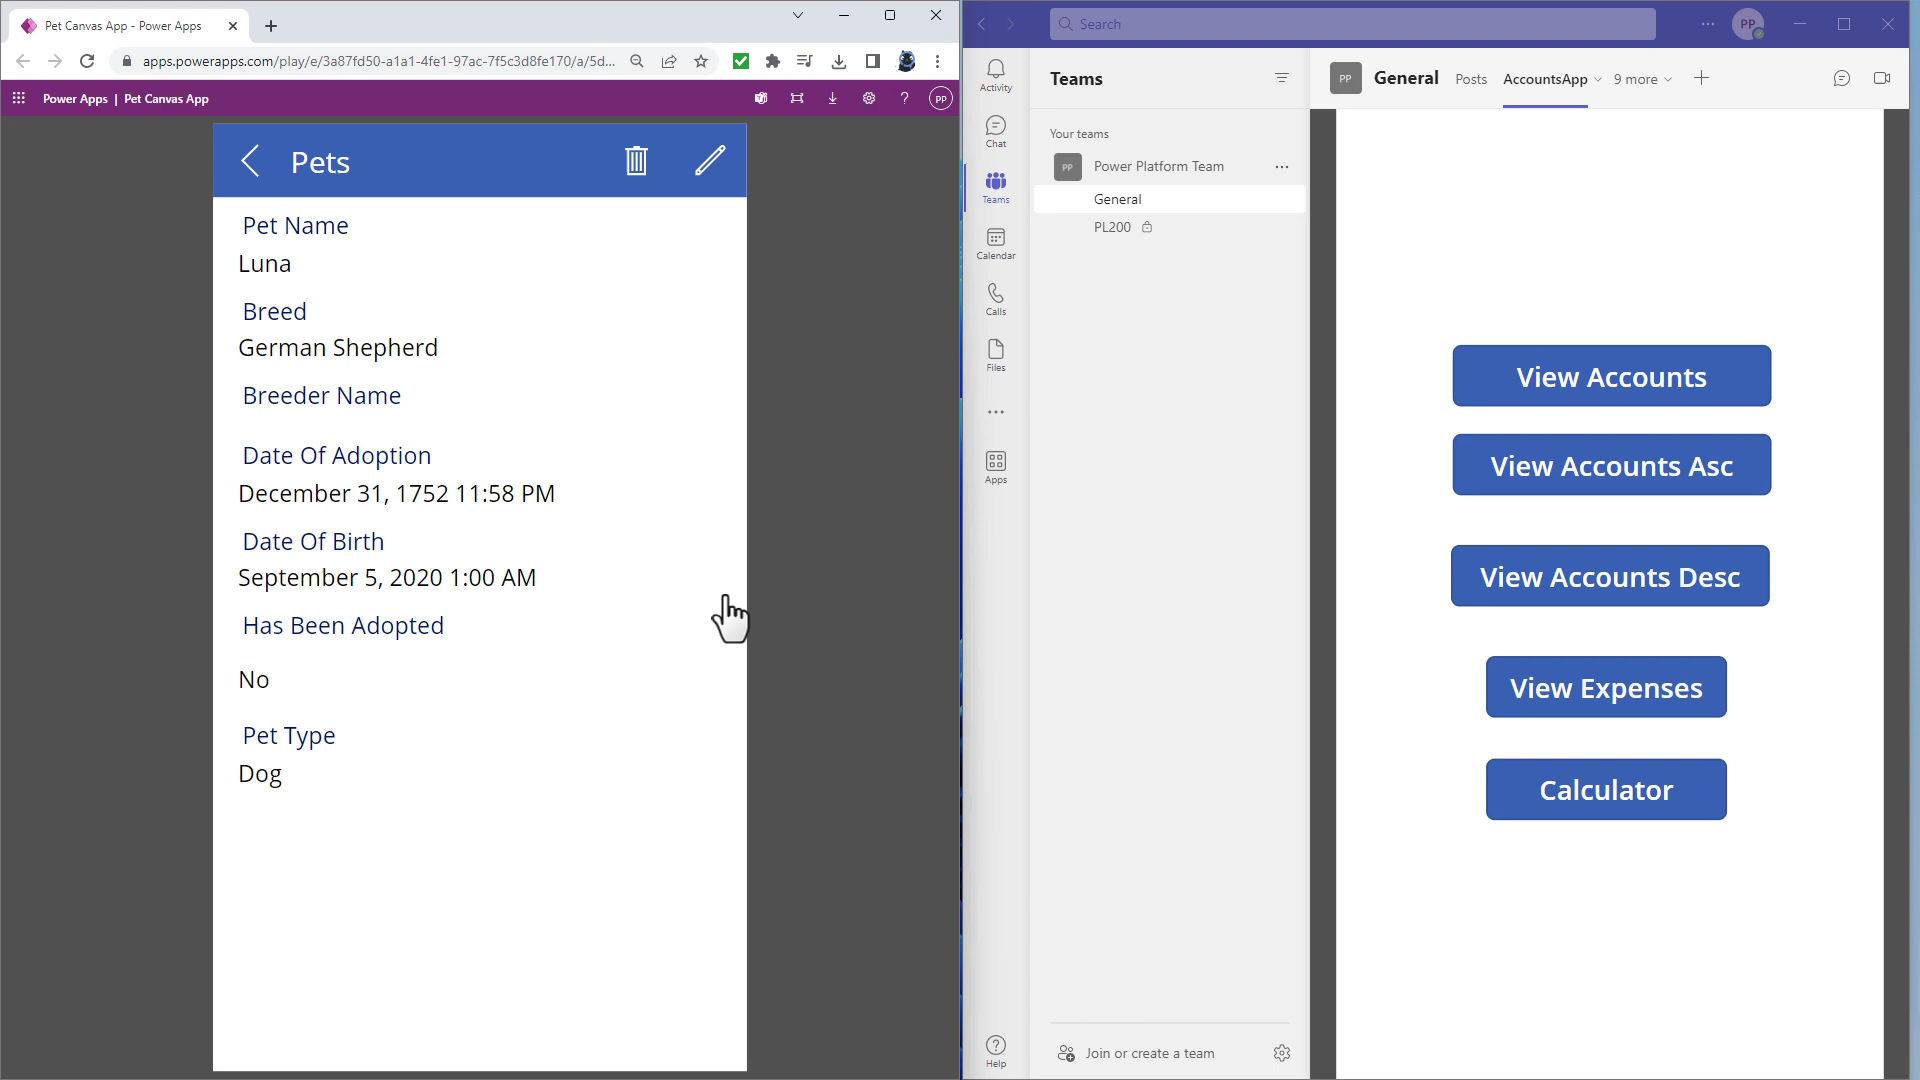 Pet Canvas App - Power Apps
apps.powerapps.com/play/e/3a87fd50-a1a1-4fe1-97ac-7f5c3d8fe170/a/5d...
Power Apps | Pet Canvas App
PP
Pets
Pet Name
Luna
Breed
German Shepherd
Breeder Name
Date Of Adoption
December 31, 1752 11:58 PM
Date Of Birth
September 5, 2020 1:00 AM
Has Been Adopted
No
Pet Type
Dog
Search
PP
Activity
Chat
Teams
Calendar
Calls
Files
Apps
Help
Teams
Your teams
PP Power Platform Team
General
PL200
Join or create a team
PP General Posts AccountsApp 9 more
View Accounts
View Accounts Asc
View Accounts Desc
View Expenses
Calculator